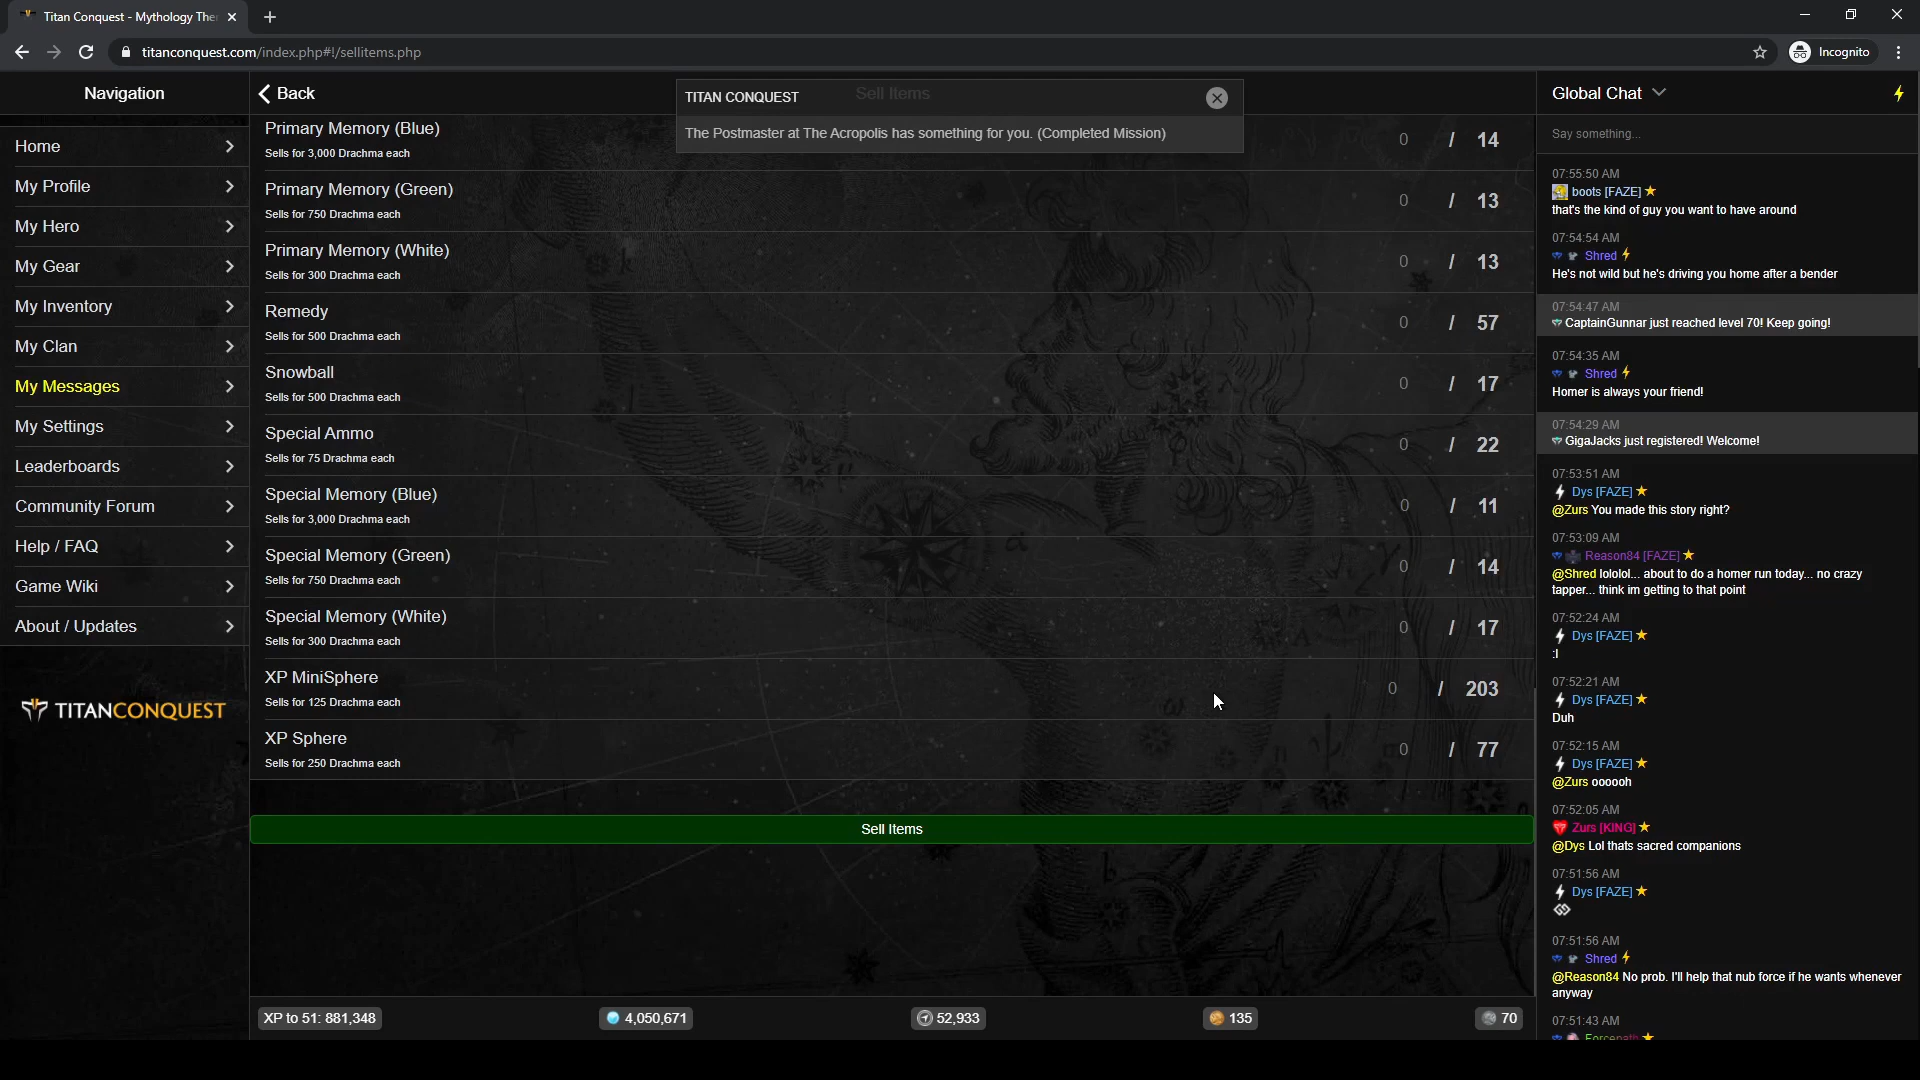 Titan Conquest - Mythology The
titanconquest.com/index.php#!/sellitems.php
Incognito
Navigation
Home
My Profile
My Hero
My Gear
My Inventory
My Clan
My Messages
My Settings
Leaderboards
Community Forum
Help / FAQ
Game Wiki
About / Updates
TITANCONQUEST
Back
Sell Items
TITAN CONQUEST
The Postmaster at The Acropolis has something for you. (Completed Mission)
Primary Memory (Blue)
Sells for 3,000 Drachma each
0 / 14
Primary Memory (Green)
Sells for 750 Drachma each
0 / 13
Primary Memory (White)
Sells for 300 Drachma each
0 / 13
Remedy
Sells for 500 Drachma each
0 / 57
Snowball
Sells for 500 Drachma each
0 / 17
Special Ammo
Sells for 75 Drachma each
0 / 22
Special Memory (Blue)
Sells for 3,000 Drachma each
0 / 11
Special Memory (Green)
Sells for 750 Drachma each
0 / 14
Special Memory (White)
Sells for 300 Drachma each
0 / 17
XP MiniSphere
Sells for 125 Drachma each
0 / 203
XP Sphere
Sells for 250 Drachma each
0 / 77
Sell Items
XP to 51: 881,348
4,050,671
52,933
135
70
Global Chat
Say something...
07:55:50 AM
boots [FAZE]
that's the kind of guy you want to have around
07:54:54 AM
Shred
He's not wild but he's driving you home after a bender
07:54:47 AM
CaptainGunnar just reached level 70! Keep going!
07:54:35 AM
Shred
Homer is always your friend!
07:54:29 AM
GigaJacks just registered! Welcome!
07:53:51 AM
Dys [FAZE]
@Zurs You made this story right?
07:53:09 AM
Reason84 [FAZE]
@Shred lololol... about to do a homer run today... no crazy
tapper... think im getting to that point
07:52:24 AM
Dys [FAZE]
:l
07:52:21 AM
Dys [FAZE]
Duh
07:52:15 AM
Dys [FAZE]
@Zurs oooooh
07:52:05 AM
Zurs [KING]
@Dys Lol thats sacred companions
07:51:56 AM
Dys [FAZE]
07:51:56 AM
Shred
@Reason84 No prob. I'll help that nub force if he wants whenever
anyway
07:51:43 AM